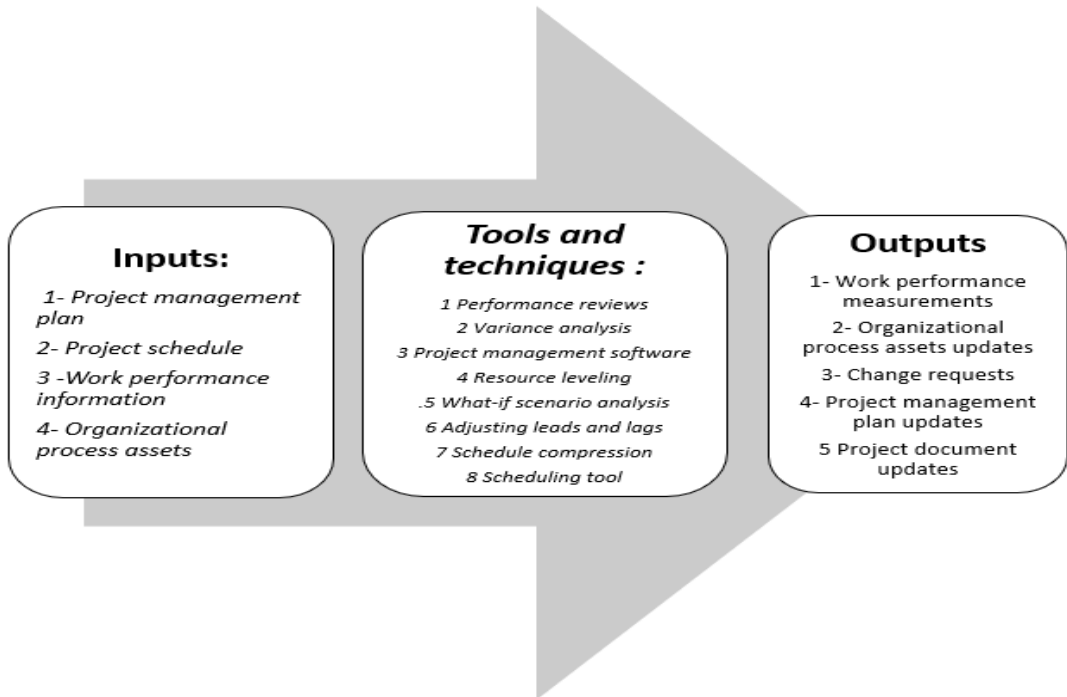 Inputs:
1- Project management
plan
2- Project schedule
3 -Work performance
information
4- Organizational
process assets
Tools and
techniques :
1 Performance reviews
2 Variance analysis
3 Project management software
4 Resource leveling
.5 What-if scenario analysis
6 Adjusting leads and lags
7 Schedule compression
8 Scheduling tool
Outputs
1- Work performance
measurements
2- Organizational
process assets updates
3- Change requests
4- Project management
plan updates
5 Project document
updates